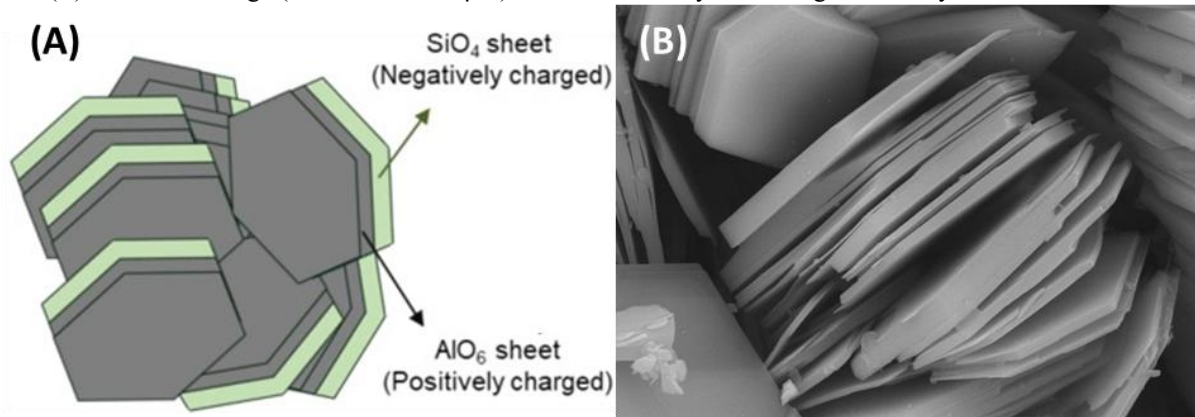 (A)
SiO₄ sheet
(Negatively charged)
AlO₆ sheet
(Positively charged)
(B)